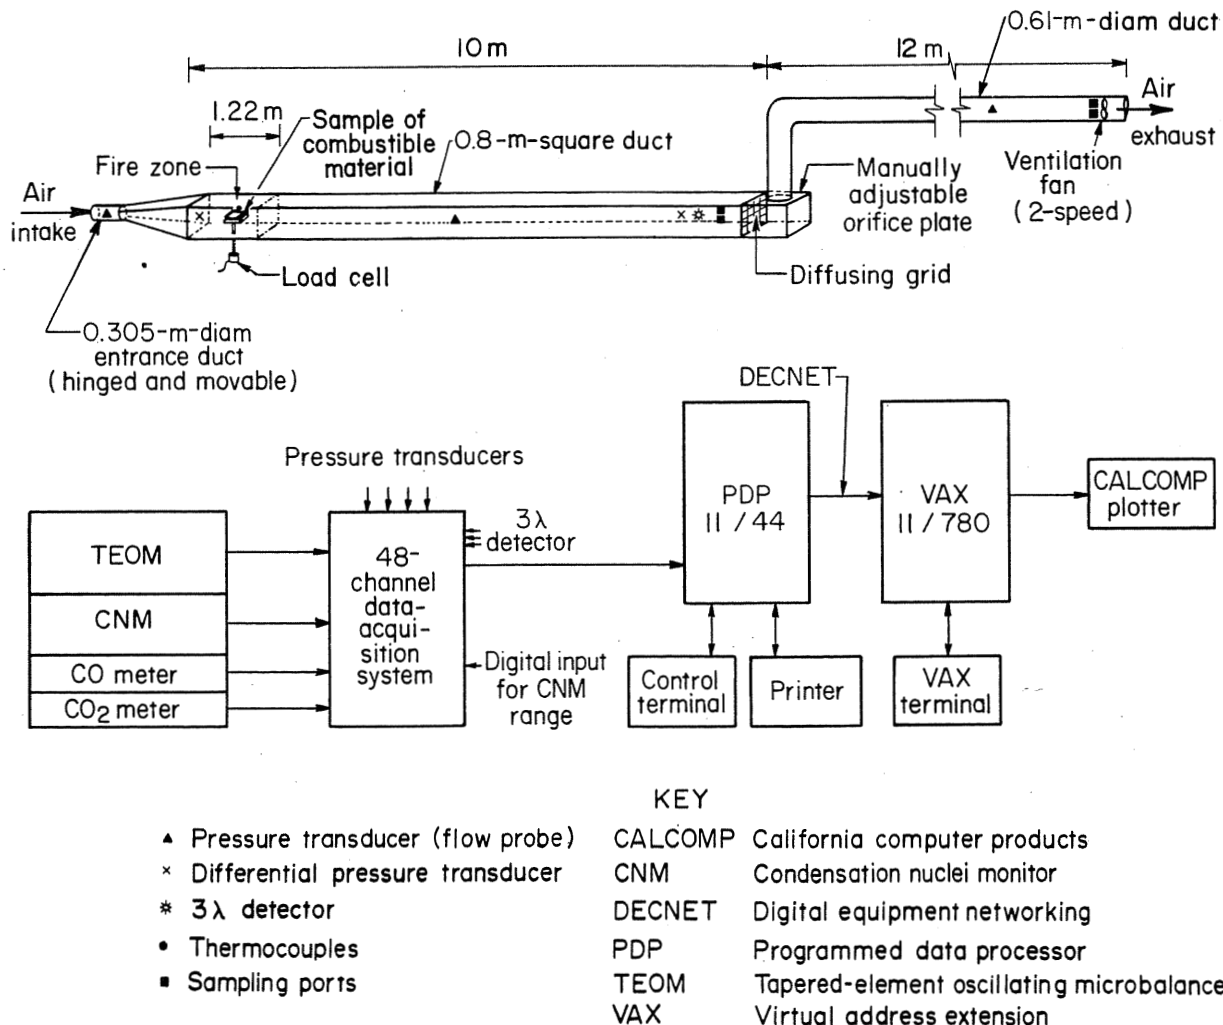 0.61-m-diam duct
10 m
12 m
Air
exhaust
1.22 m
Sample of
combustible
material
0.8-m-square duct
Fire zone
Manually
adjustable
orifice plate
Ventilation
fan
(2-speed)
Air
intake
Load cell
Diffusing grid
0.305-m-diam
entrance duct
(hinged and movable)
DECNET
Pressure transducers
TEOM
CNM
CO meter
CO2 meter
48-
channel
data-
acqui-
sition
system
3λ
detector
Digital input
for CNM
range
PDP
11/44
VAX
11/780
CALCOMP
plotter
Control
terminal
Printer
VAX
terminal
KEY
▲ Pressure transducer (flow probe)
× Differential pressure transducer
☼ 3λ detector
• Thermocouples
■ Sampling ports
CALCOMP California computer products
CNM Condensation nuclei monitor
DECNET Digital equipment networking
PDP Programmed data processor
TEOM Tapered-element oscillating microbalance
VAX Virtual address extension